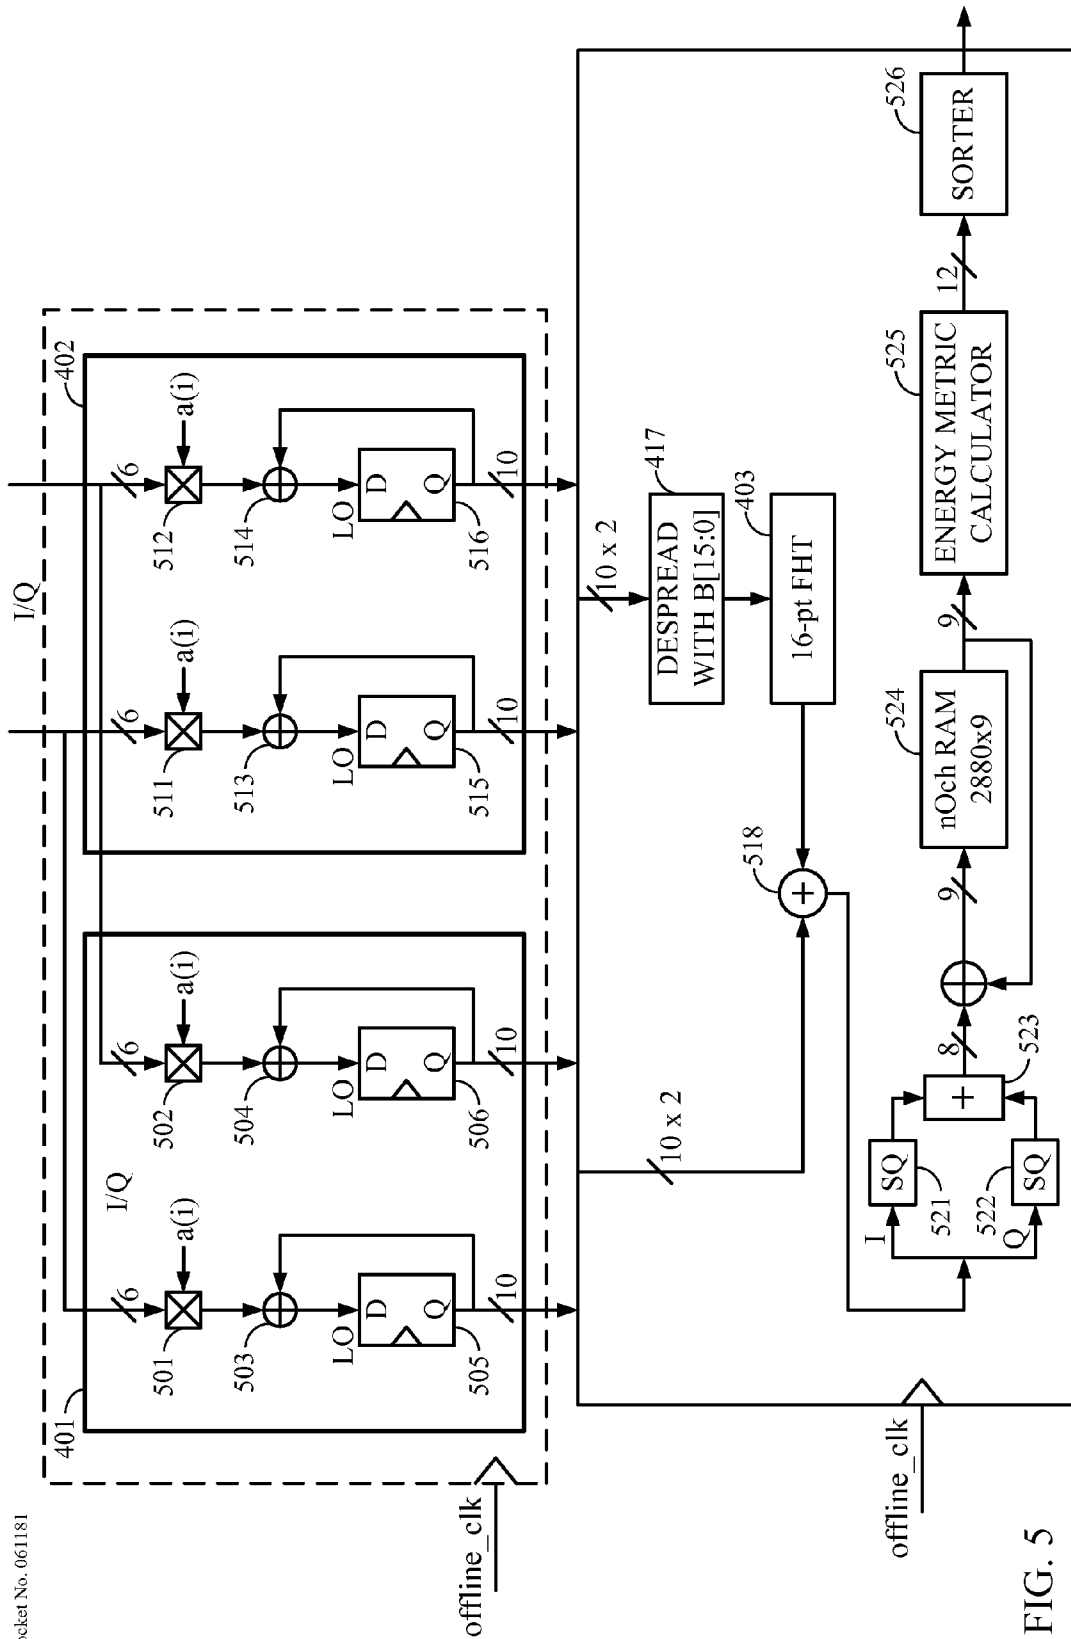 ocket No. 061181
I/Q
401
402
6
a(i)
501
503
LO
D
Q
505
10
I/Q
6
a(i)
502
504
LO
D
Q
506
10
6
a(i)
511
513
LO
D
Q
515
10
6
a(i)
512
514
LO
D
Q
516
10
offline_clk
10 x 2
10 x 2
DESPREAD
WITH B[15:0]
417
16-pt FHT
403
518
I
Q
SQ
521
SQ
522
+
523
8
+
9
nOch RAM
2880x9
524
9
ENERGY METRIC
CALCULATOR
525
12
SORTER
526
offline_clk
FIG. 5